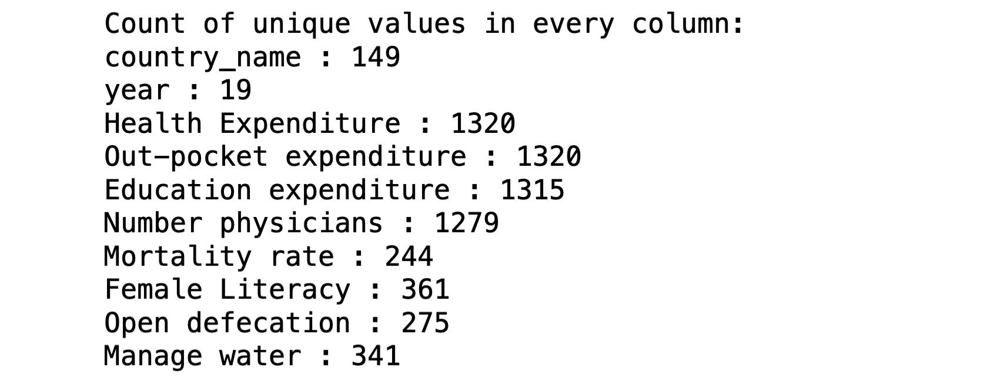 Count of unique values in every column:
country_name : 149
year : 19
Health Expenditure : 1320
Out-pocket expenditure : 1320
Education expenditure : 1315
Number physicians : 1279
Mortality rate : 244
Female Literacy : 361
Open defecation : 275
Manage water : 341